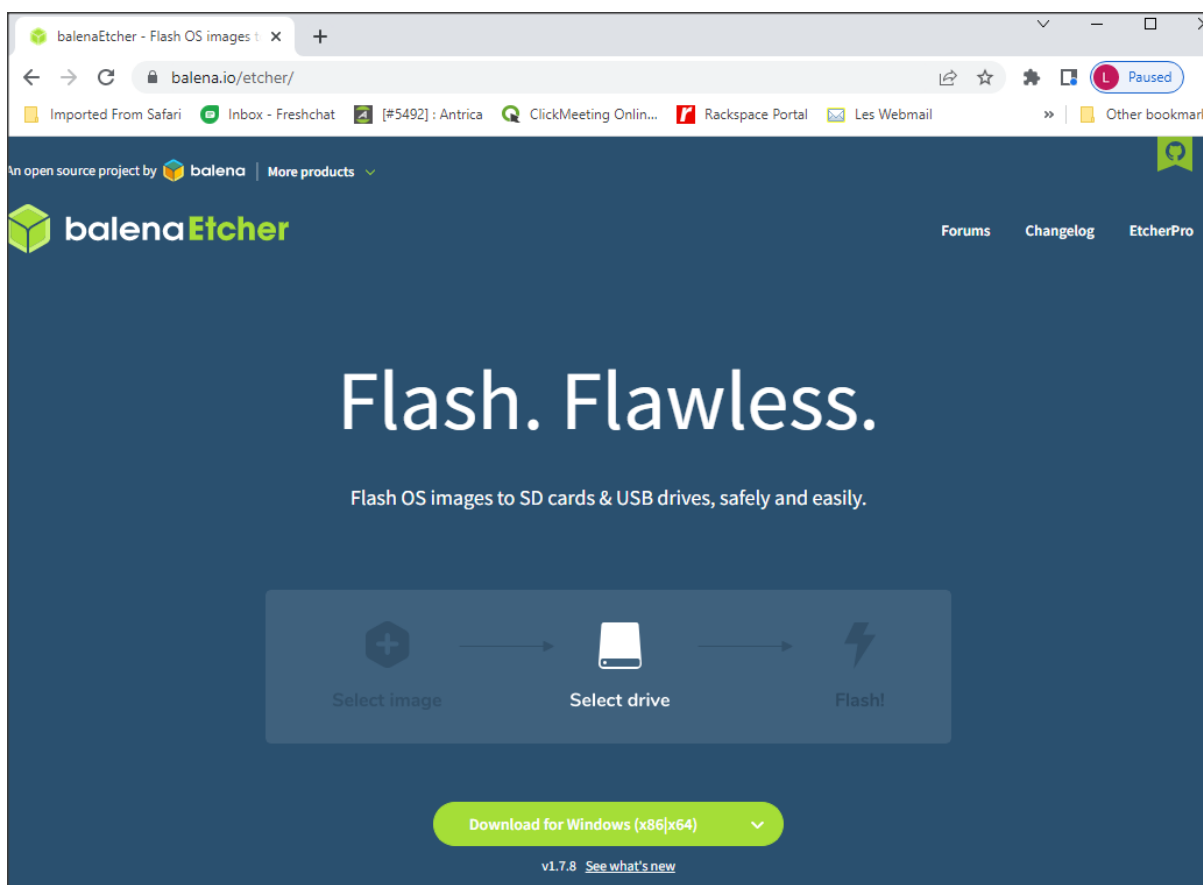 balenaEtcher - Flash OS images t
balena.io/etcher/
L Paused
Imported From Safari Inbox - Freshchat [#5492] : Antrica ClickMeeting Onlin... Rackspace Portal Les Webmail » Other bookmar
An open source project by balena | More products
balenaEtcher
Forums Changelog EtcherPro
Flash. Flawless.
Flash OS images to SD cards & USB drives, safely and easily.
Select image Select drive Flash!
Download for Windows (x86|x64)
v1.7.8 See what's new